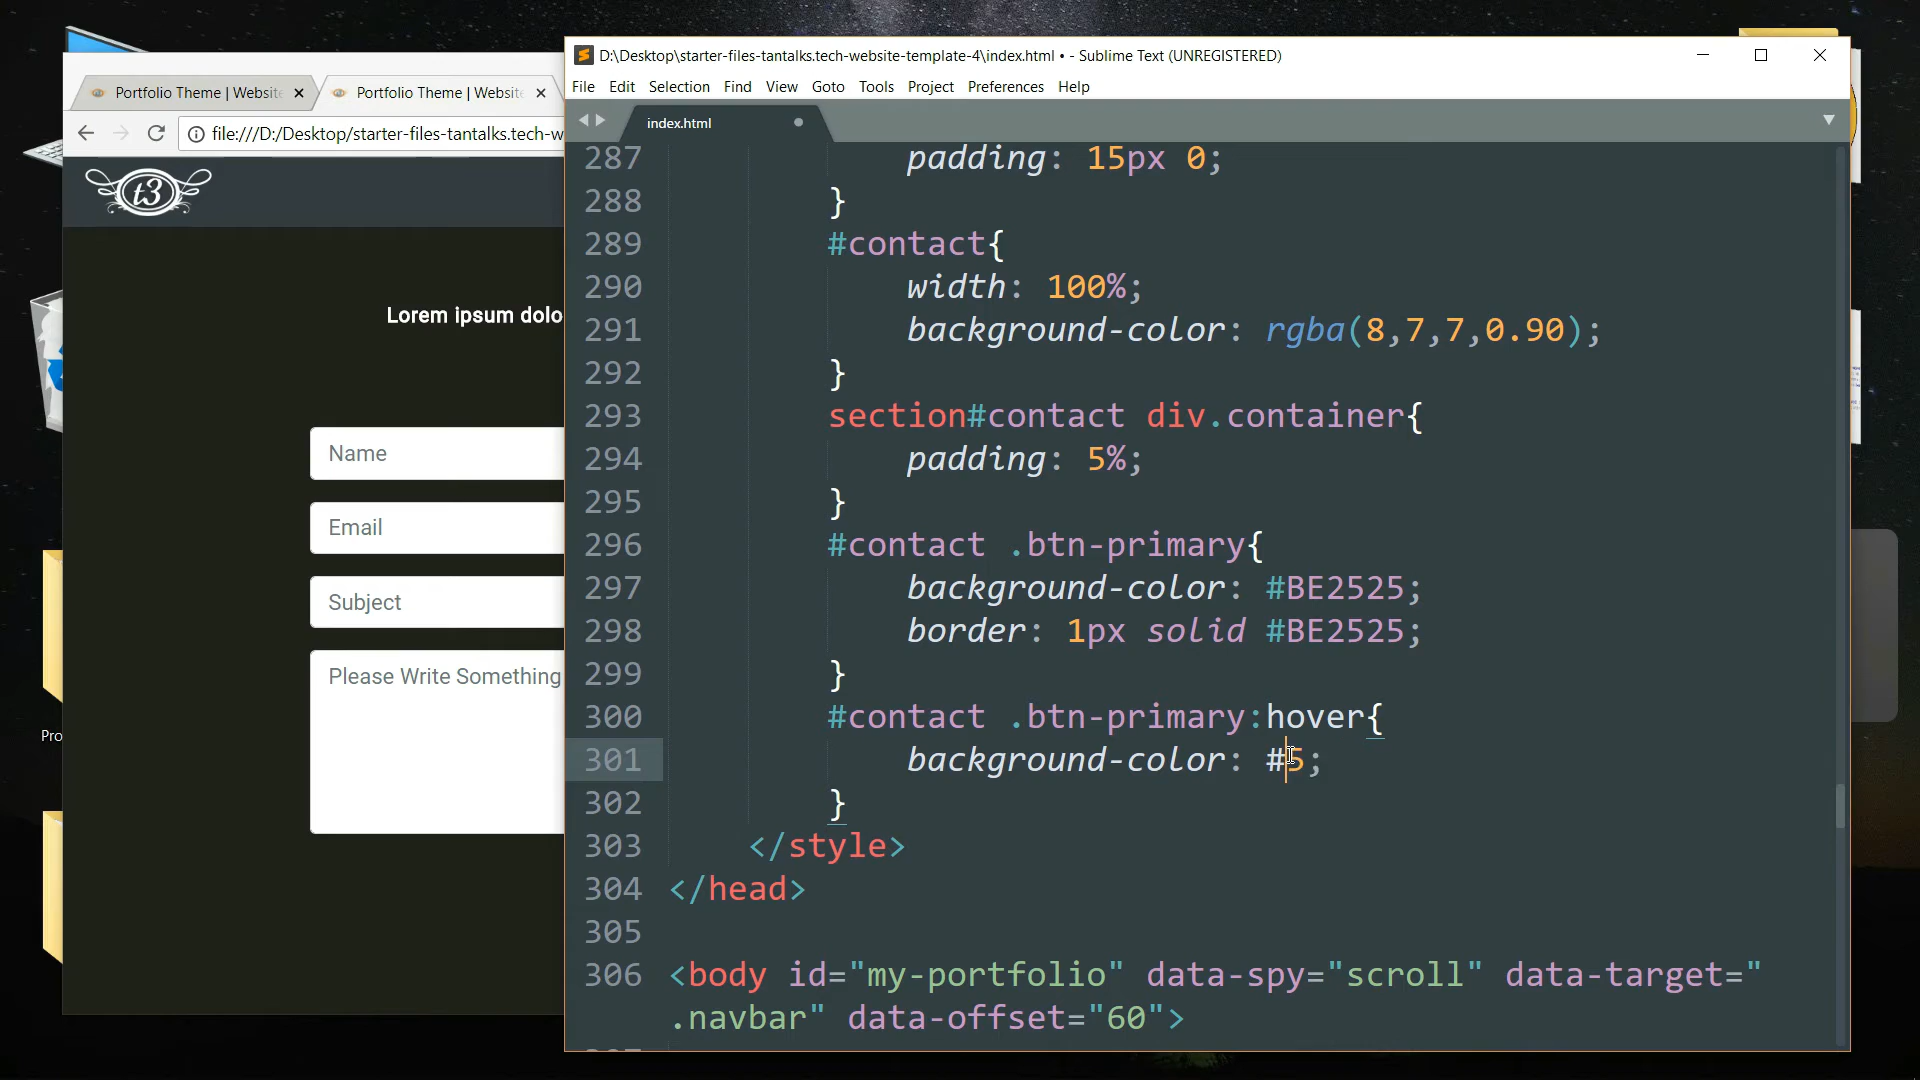 D:\Desktop\starter-files-tantalks.tech-website-template-4\index.html • - Sublime Text (UNREGISTERED)
File Edit Selection Find View Goto Tools Project Preferences Help
index.html
Portfolio Theme | Website
Portfolio Theme | Websit
file:///D:/Desktop/starter-files-tantalks.tech-w
t3
Lorem ipsum dolo
Name
Email
Subject
Please Write Something
Pro
287 padding: 15px 0;
288 }
289 #contact{
290 width: 100%;
291 background-color: rgba(8,7,7,0.90);
292 }
293 section#contact div.container{
294 padding: 5%;
295 }
296 #contact .btn-primary{
297 background-color: #BE2525;
298 border: 1px solid #BE2525;
299 }
300 #contact .btn-primary:hover{
301 background-color: #5;
302 }
303 </style>
304 </head>
305
306 <body id="my-portfolio" data-spy="scroll" data-target="
.navbar" data-offset="60">